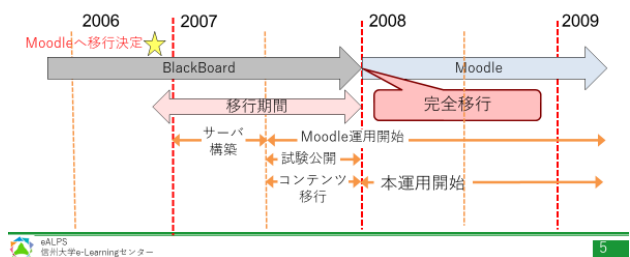 2006
2007
2008
2009
Moodleへ移行決定
BlackBoard
Moodle
移行期間
完全移行
サーバ
構築
Moodle運用開始
試験公開
コンテンツ
移行
本運用開始
eALPS
信州大学e-Learningセンター
5